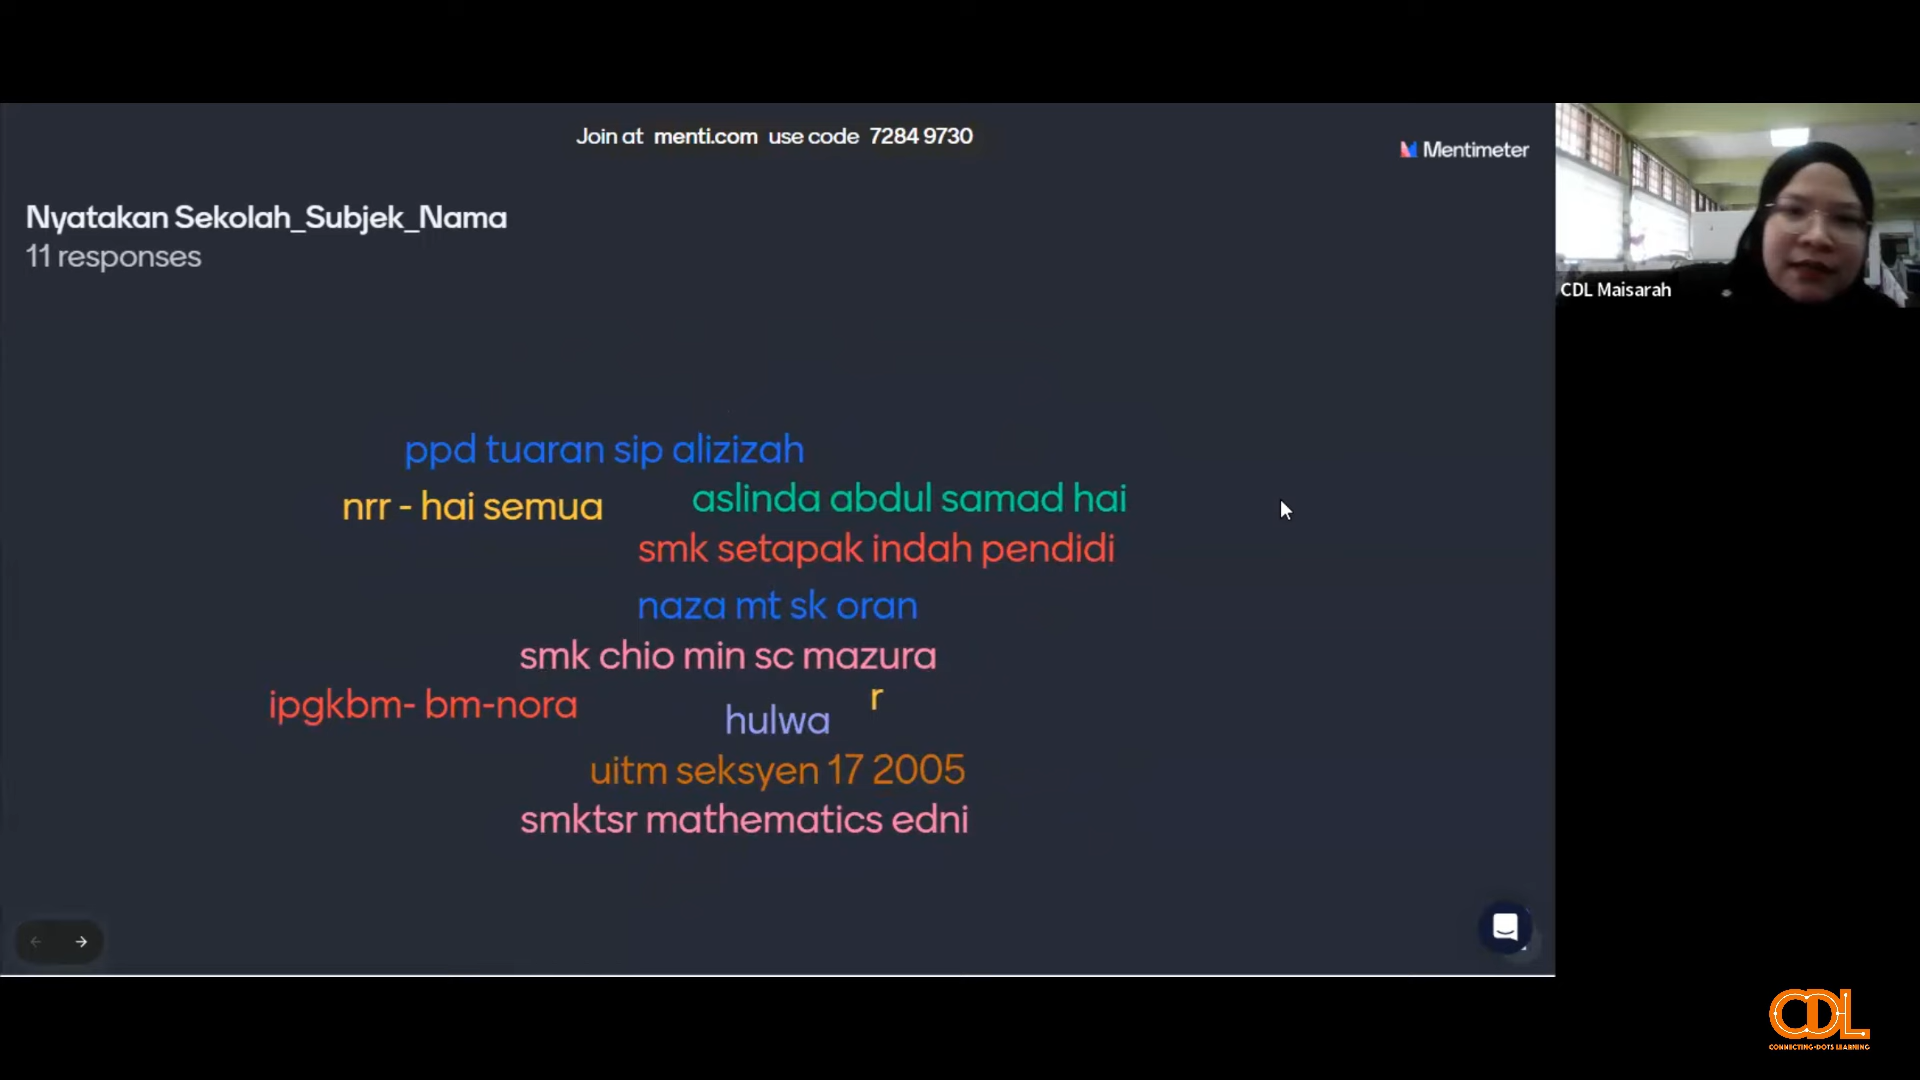 Join at menti.com use code 7284 9730
Mentimeter
Nyatakan Sekolah_Subjek_Nama
11 responses
ppd tuaran sip alizizah
nrr - hai semua
aslinda abdul samad hai
smk setapak indah pendidi
naza mt sk oran
smk chio min sc mazura
ipgkbm- bm-nora
r
hulwa
uitm seksyen 17 2005
smktsr mathematics edni
CDL Maisarah
CDL
CONNECTING-DOTS LEARNING